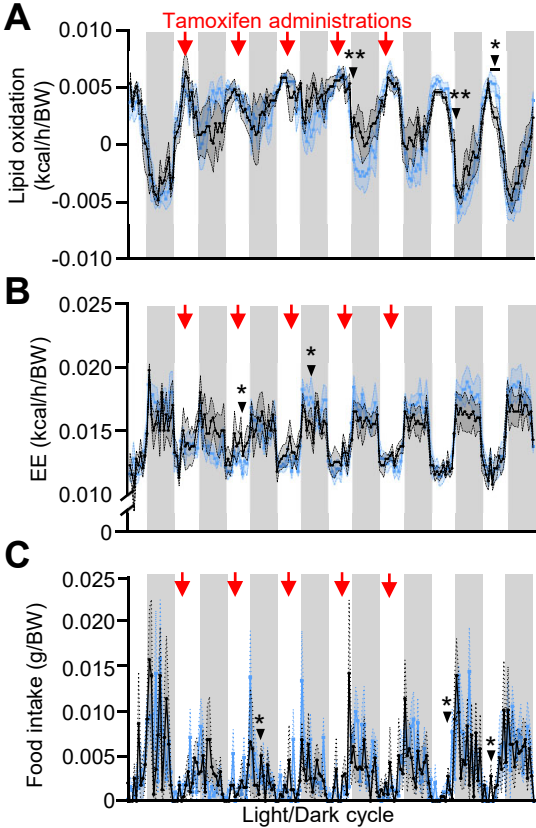 A
Tamoxifen administrations
Lipid oxidation
(kcal/h/BW)
0.010
0.005
0
-0.005
-0.010
**
**
*
B
EE (kcal/h/BW)
0.025
0.020
0.015
0.010
0
*
*
C
Food intake (g/BW)
0.025
0.020
0.015
0.010
0.005
0
*
*
*
Light/Dark cycle